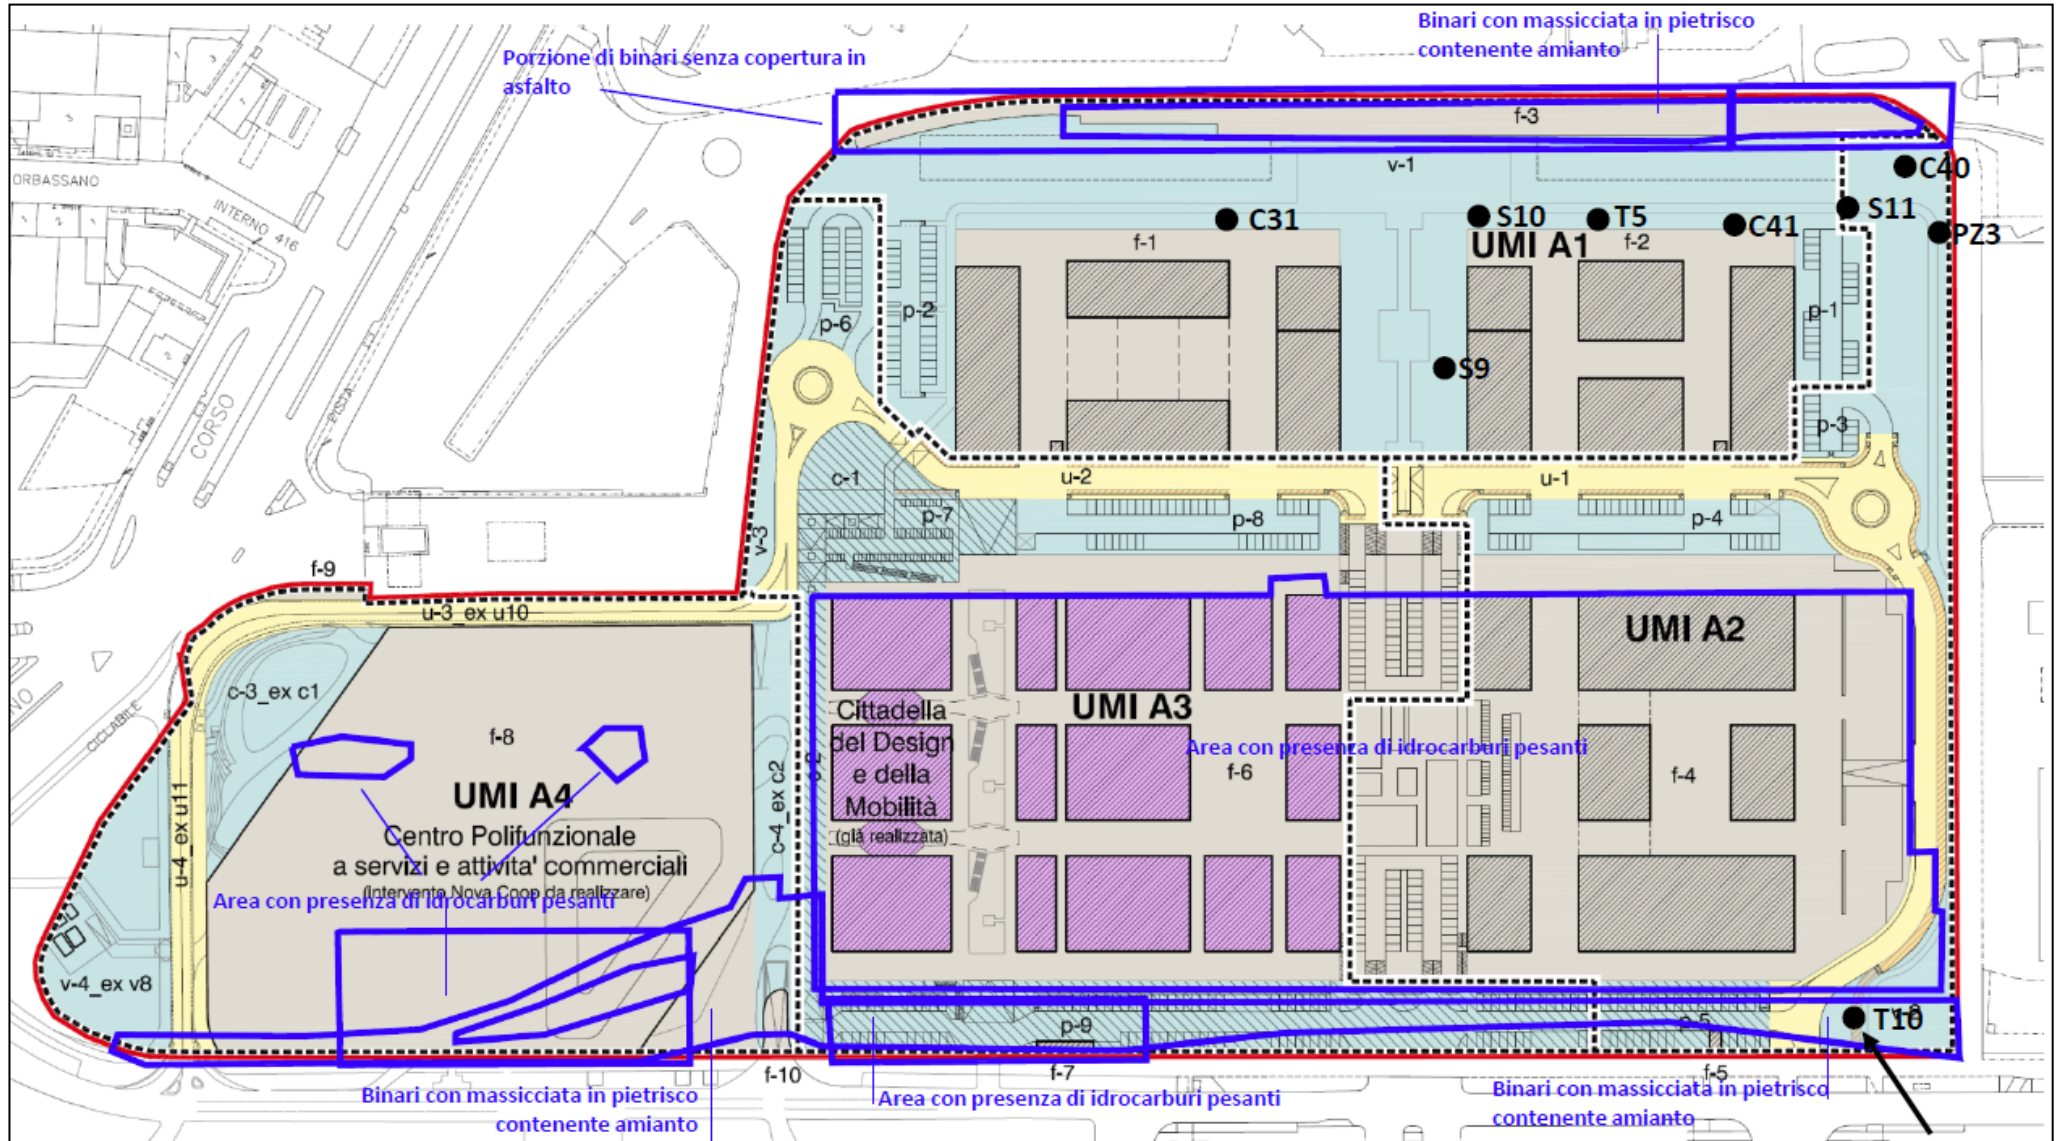 Binari con massicciata in pietrisco
contenente amianto
Porzione di binari senza copertura in
asfalto
f-3
v-1
C40
ORBASSANO
INTERNO 416
C31
S10
T5
C41
S11
PZ3
f-1
UMI A1
f-2
p-6
p-2
p-1
S9
PISTA
CORSO
p-3
c-1
u-2
u-1
p-7
p-8
p-4
v-3
f-9
u-3_ex u10
UMI A2
c-3_ex c1
Cittadella
del Design
e della
Mobilità
(già realizzata)
UMI A3
CICLABILE
f-8
Area con presenza di idrocarburi pesanti
f-6
f-4
UMI A4
Centro Polifunzionale
a servizi e attivita' commerciali
(intervento Nova Coop da realizzare)
Area con presenza di idrocarburi pesanti
c-4_ex c2
u-4_ex u11
v-4_ex v8
p-9
T10
f-10
f-7
f-5
Binari con massicciata in pietrisco
contenente amianto
Area con presenza di idrocarburi pesanti
Binari con massicciata in pietrisco
contenente amianto